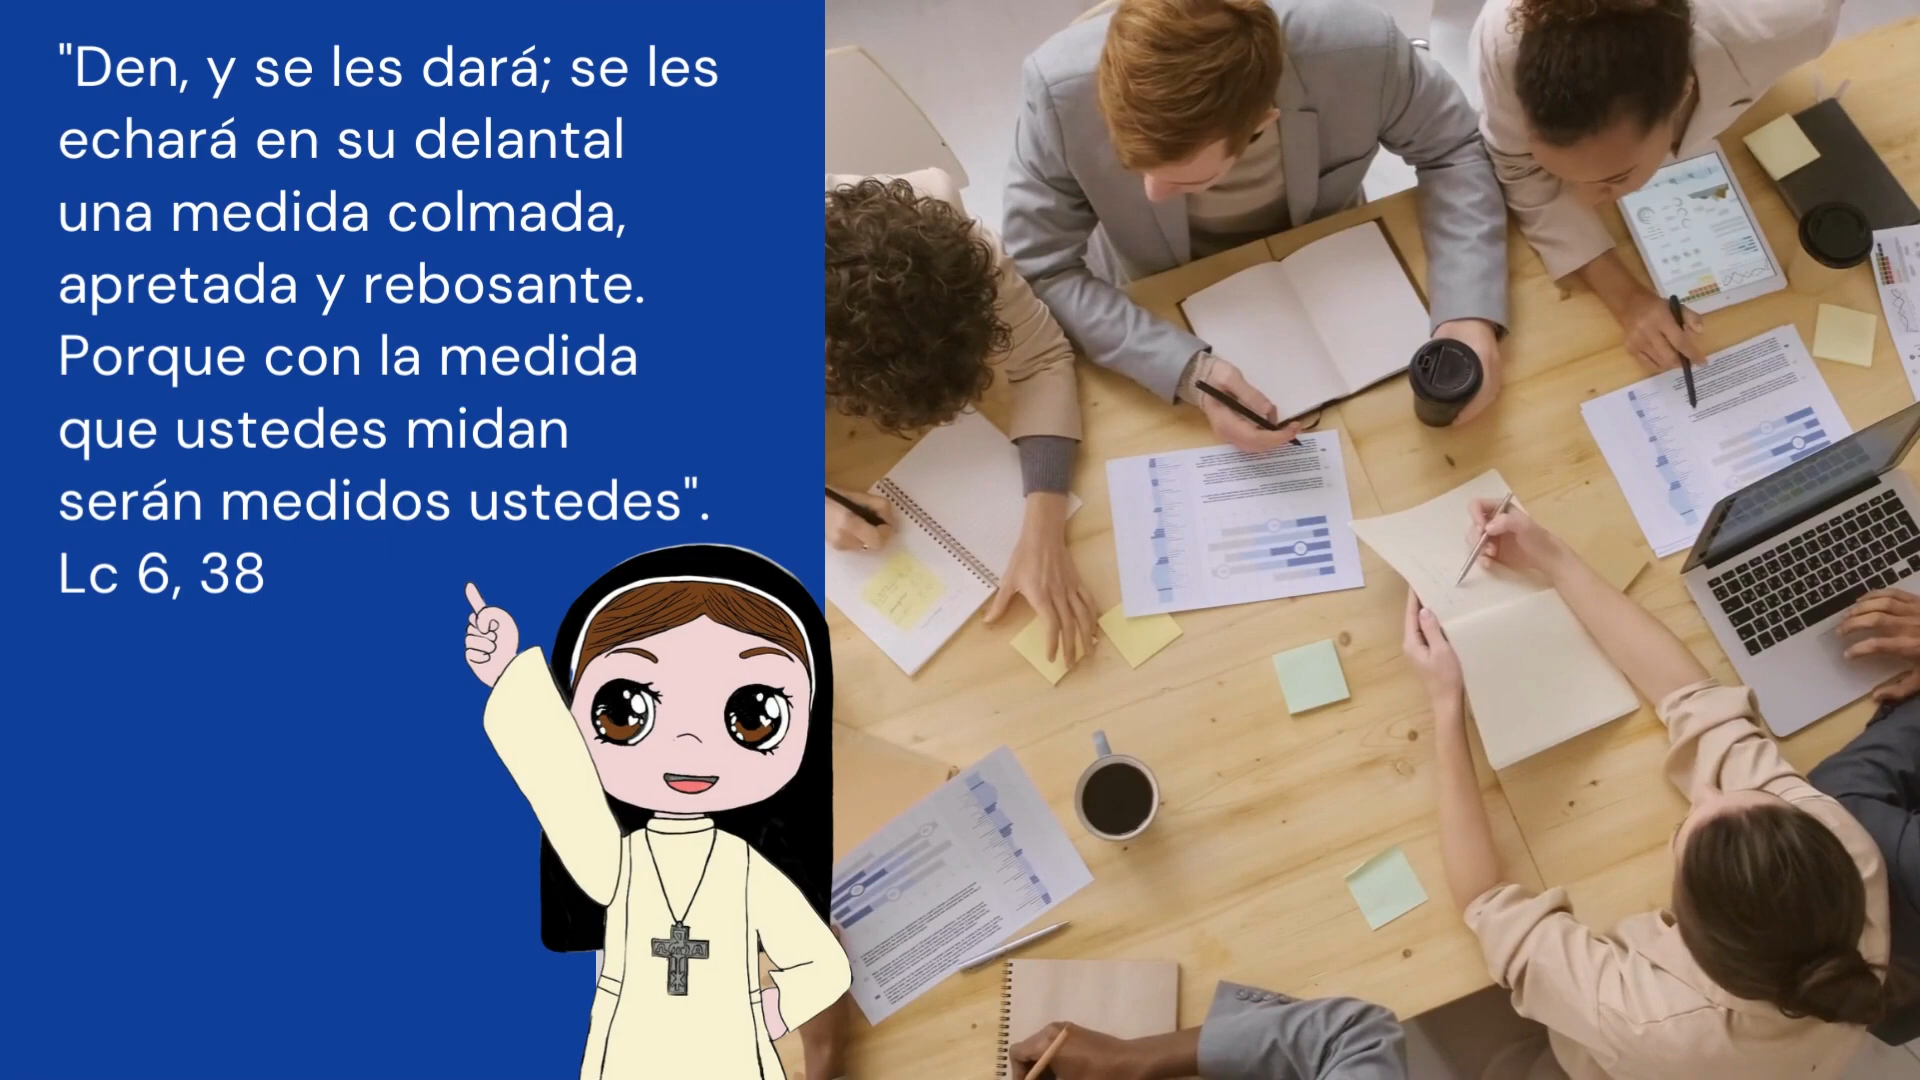 "Den, y se les dará; se les
echará en su delantal
una medida colmada,
apretada y rebosante.
Porque con la medida
que ustedes midan
serán medidos ustedes".
Lc 6, 38